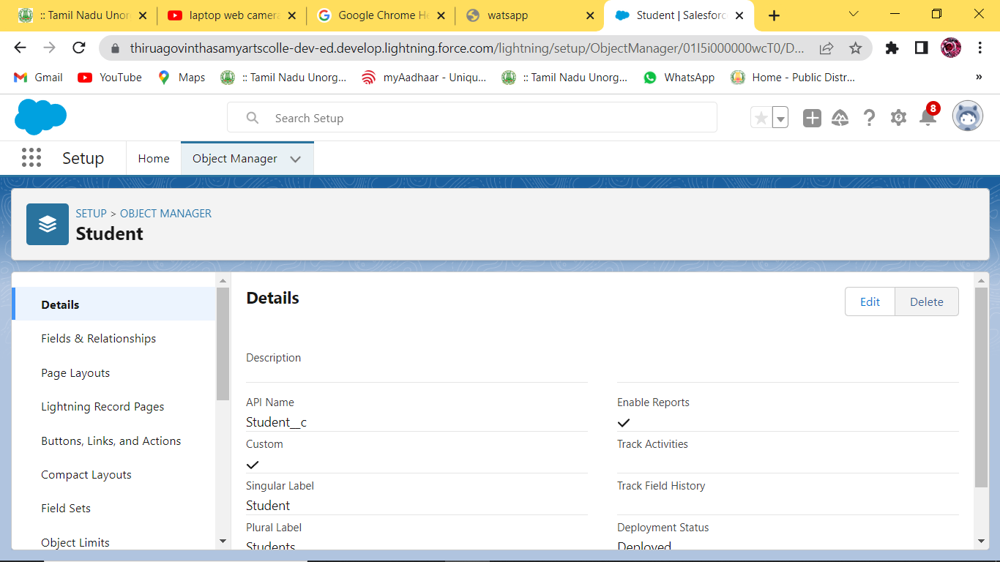 :: Tamil Nadu Unor
laptop web camera
Google Chrome He
watsapp
Student | Salesforc
thiruagovinthasamyartscolle-dev-ed.develop.lightning.force.com/lightning/setup/ObjectManager/01I5i000000wcT0/D...
Gmail
YouTube
Maps
:: Tamil Nadu Unorg...
myAadhaar - Uniqu...
:: Tamil Nadu Unorg...
WhatsApp
Home - Public Distr...
»
Search Setup
8
Setup
Home
Object Manager
SETUP > OBJECT MANAGER
Student
Details
Fields & Relationships
Page Layouts
Lightning Record Pages
Buttons, Links, and Actions
Compact Layouts
Field Sets
Object Limits
Details
Edit
Delete
Description
API Name
Student__c
Custom
Singular Label
Student
Plural Label
Students
Enable Reports
Track Activities
Track Field History
Deployment Status
Deployed